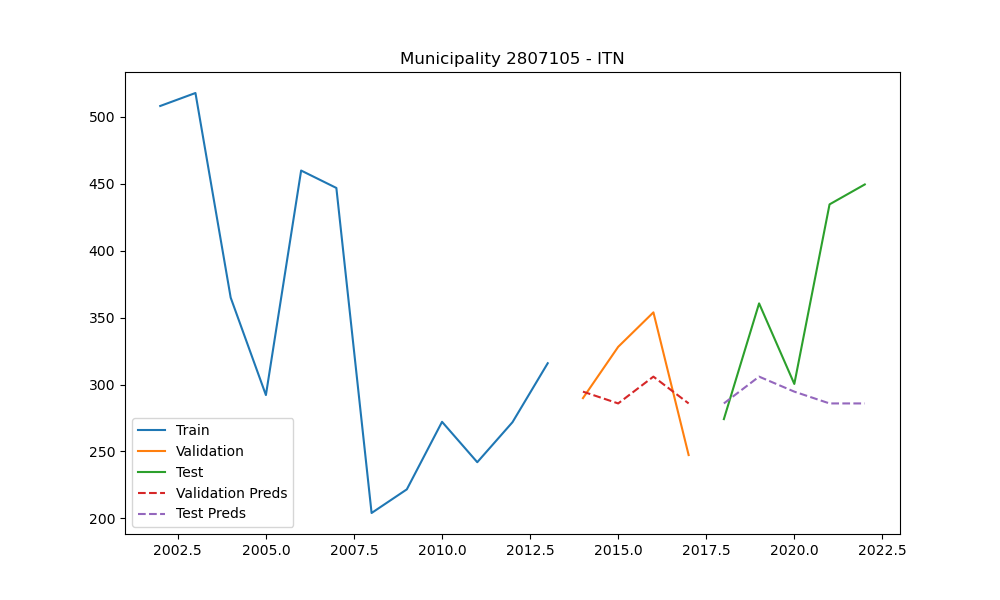 Municipality 2807105 - ITN
500
450
400
350
300
250
200
Train
Validation
Test
Validation Preds
Test Preds
2002.5 2005.0 2007.5 2010.0 2012.5 2015.0 2017.5 2020.0 2022.5